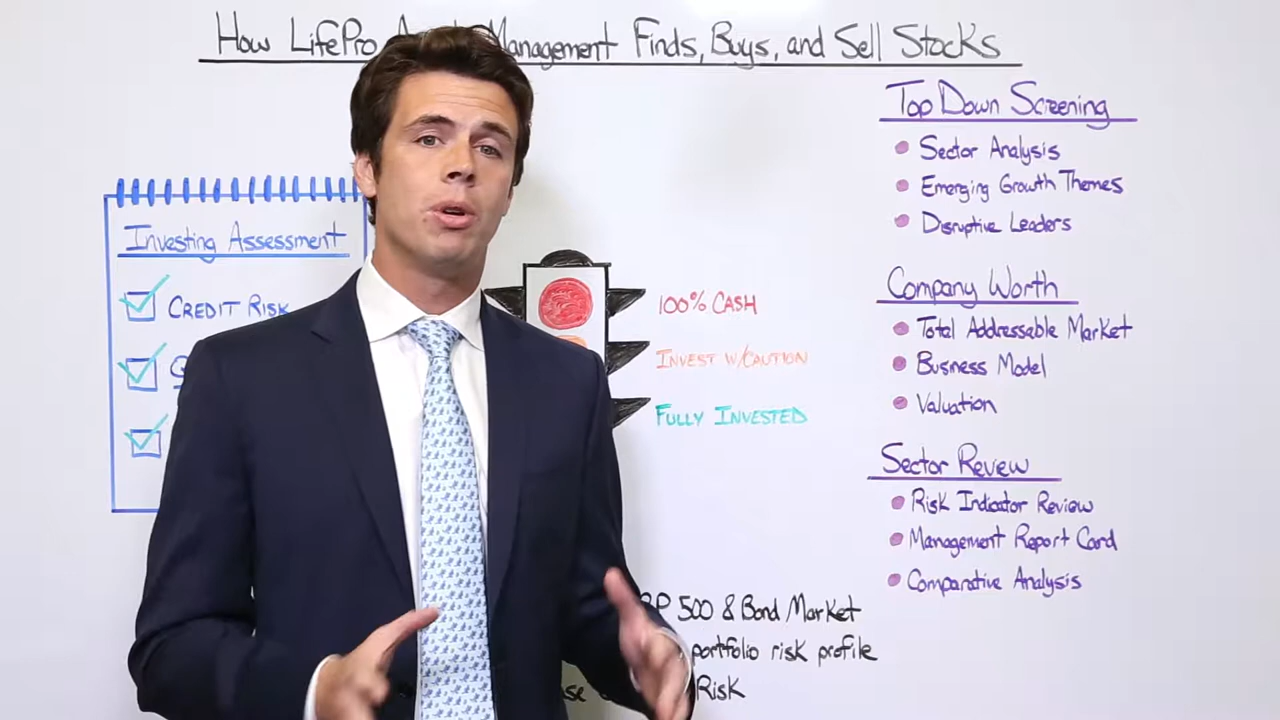 How LifePro Management Finds, Buys, and Sell Stocks
Investing Assessment
CREDIT RISK
100% CASH
INVEST W/CAUTION
FULLY INVESTED
Top Down Screening
Sector Analysis
Emerging Growth Themes
Disruptive Leaders
Company Worth
Total Addressable Market
Business Model
Valuation
Sector Review
Risk Indicator Review
Management Report Card
Comparative Analysis
500 & Bond Market
portfolio risk profile
Risk